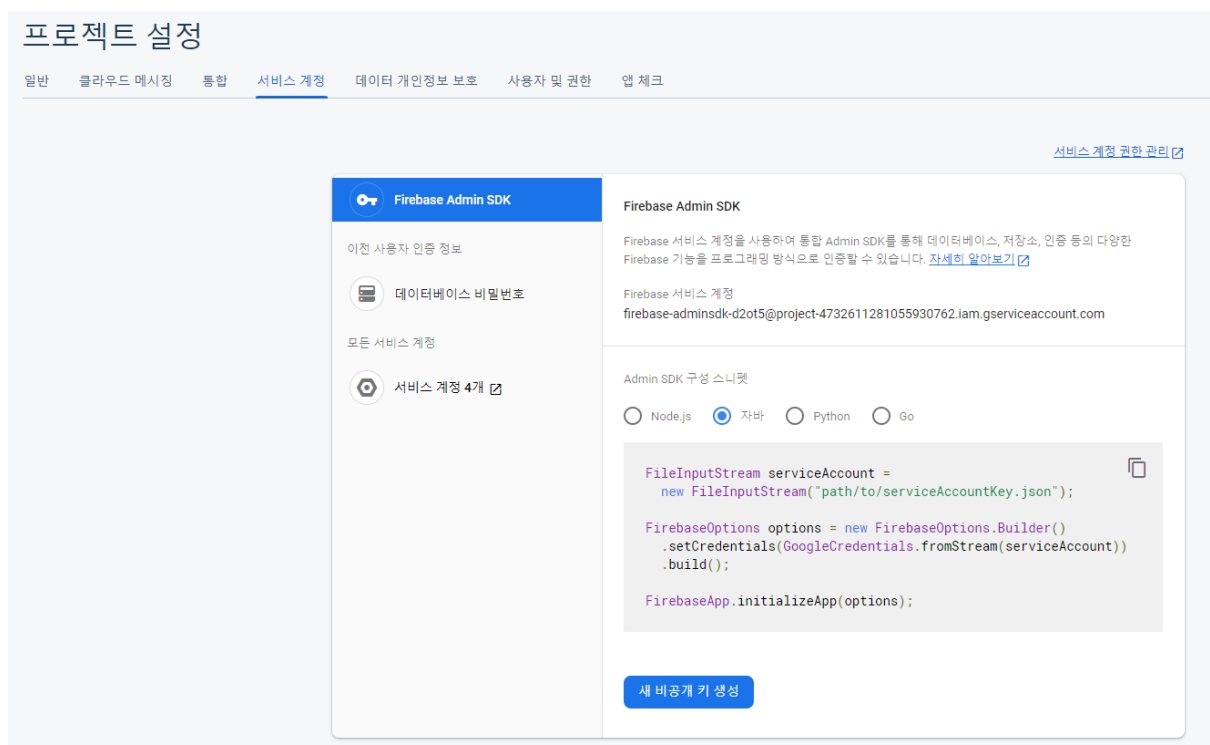 프로젝트 설정
일반 클라우드 메시징 통합 서비스 계정 데이터 개인정보 보호 사용자 및 권한 앱 체크
서비스 계정 권한 관리
Firebase Admin SDK
이전 사용자 인증 정보
데이터베이스 비밀번호
모든 서비스 계정
서비스 계정 4개
Firebase Admin SDK
Firebase 서비스 계정을 사용하여 통합 Admin SDK를 통해 데이터베이스, 저장소, 인증 등의 다양한
Firebase 기능을 프로그래밍 방식으로 인증할 수 있습니다. 자세히 알아보기
Firebase 서비스 계정
firebase-adminsdk-d2ot5@project-4732611281055930762.iam.gserviceaccount.com
Admin SDK 구성 스니펫
Node.js 자바 Python Go
FileInputStream serviceAccount =
new FileInputStream("path/to/serviceAccountKey.json");
FirebaseOptions options = new FirebaseOptions.Builder()
.setCredentials(GoogleCredentials.fromStream(serviceAccount))
.build();
FirebaseApp.initializeApp(options);
새 비공개 키 생성